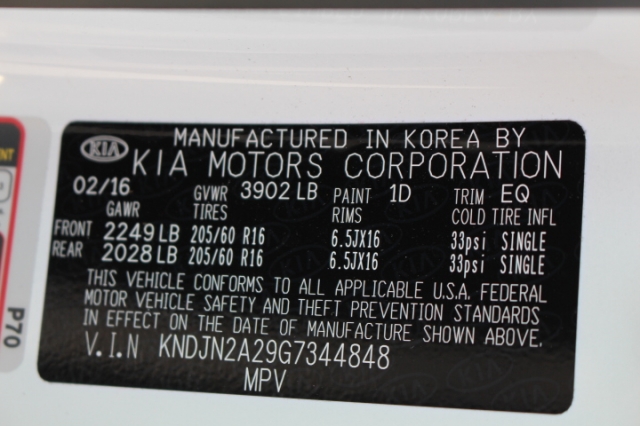 KIA MANUFACTURED IN KOREA BY
KIA MOTORS CORPORATION
02/16 GVWR 3902 LB PAINT 1D TRIM EQ
GAWR TIRES RIMS COLD TIRE INFL
FRONT 2249 LB 205/60 R16 6.5JX16 33psi SINGLE
REAR 2028 LB 205/60 R16 6.5JX16 33psi SINGLE
THIS VEHICLE CONFORMS TO ALL APPLICABLE U.S.A. FEDERAL
MOTOR VEHICLE SAFETY AND THEFT PREVENTION STANDARDS
IN EFFECT ON THE DATE OF MANUFACTURE SHOWN ABOVE.
V.I.N KNDJN2A29G7344848
MPV
P70